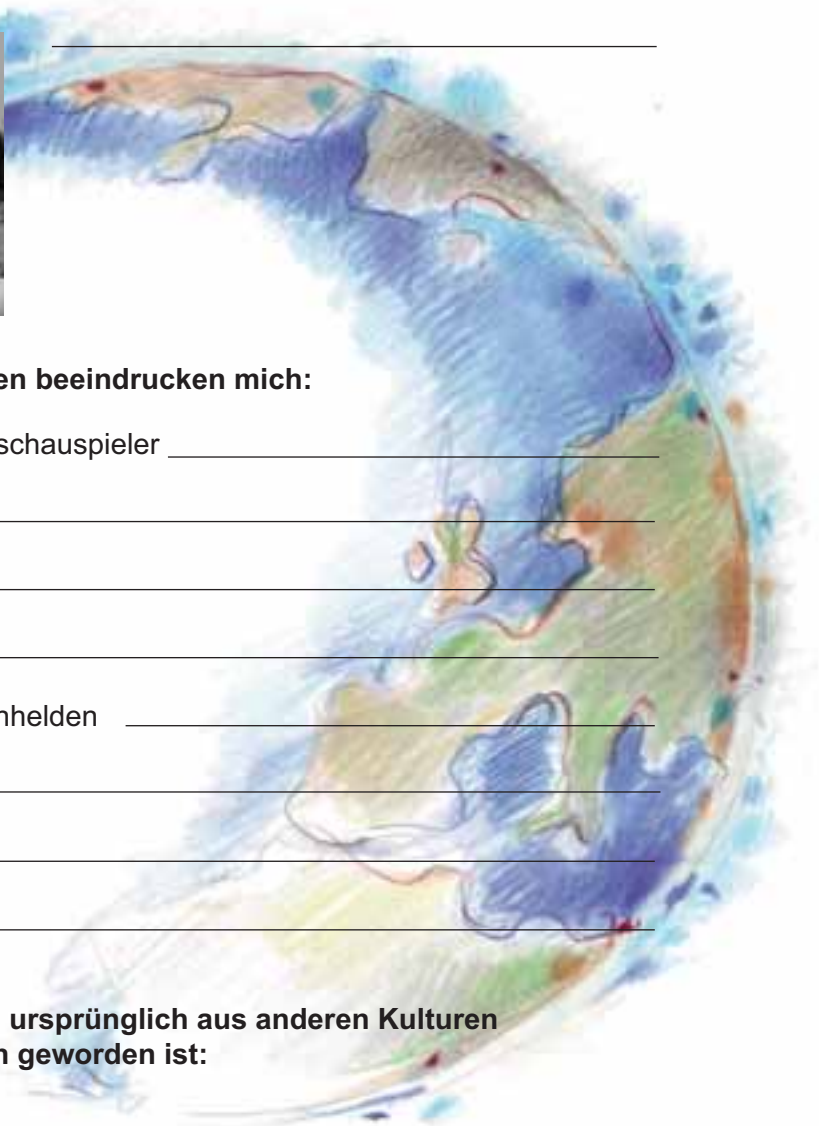 en beeindrucken mich:
schauspieler
nhelden
ursprünglich aus anderen Kulturen
n geworden ist: